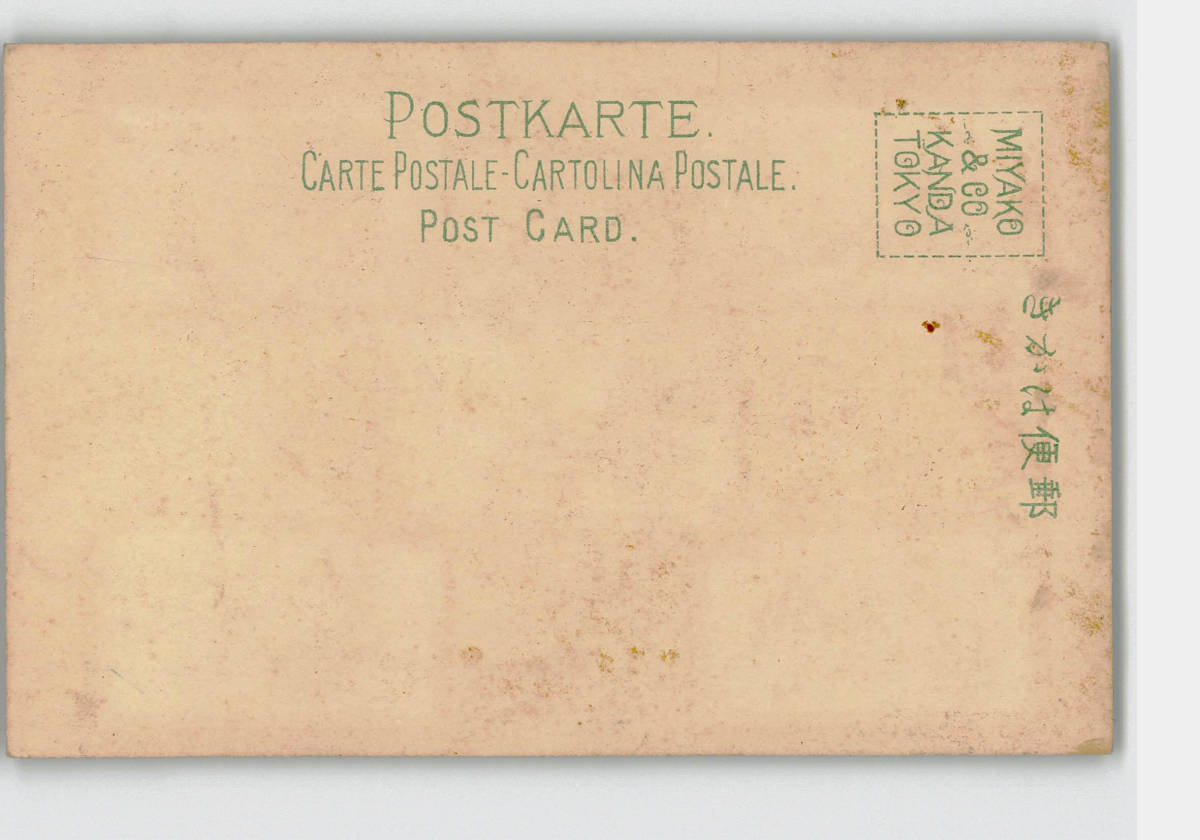 POSTKARTE.
CARTE POSTALE-CARTOLINA POSTALE.
POST CARD.
MIYAKO
& CO
KANDA
TOKYO
郵便はかき